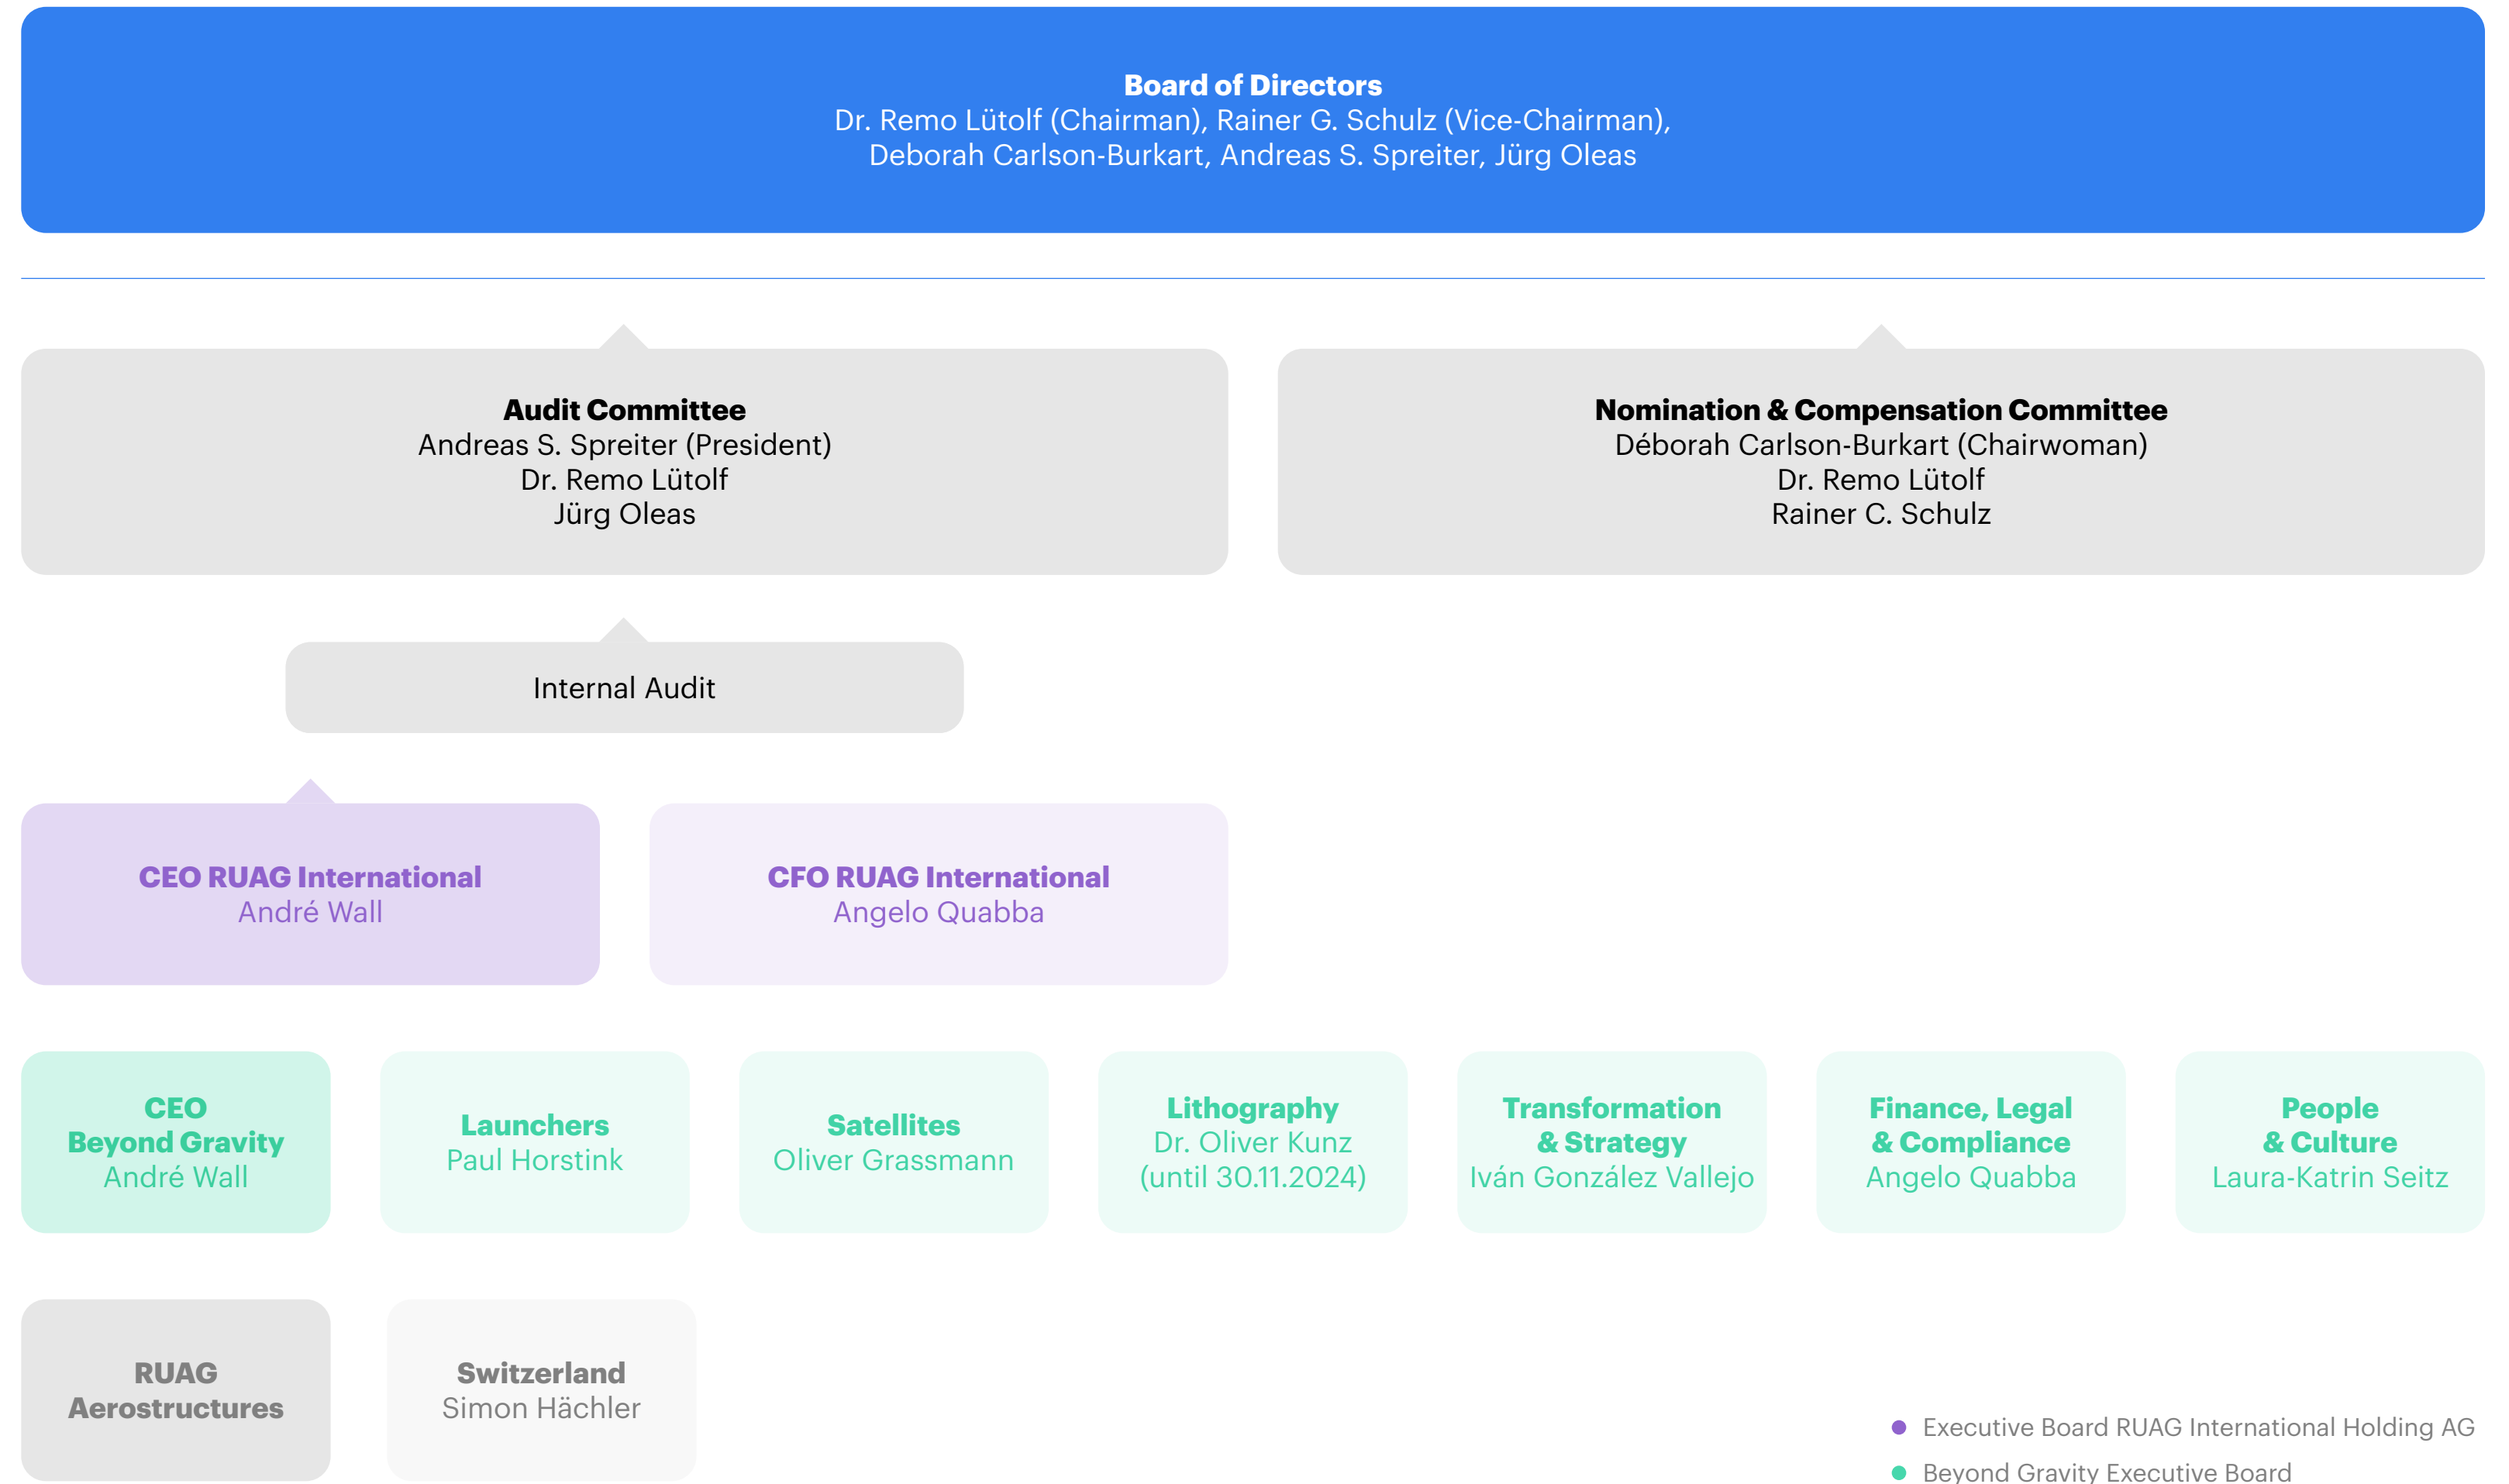 Board of Directors
Dr. Remo Lütolf (Chairman), Rainer G. Schulz (Vice-Chairman),
Deborah Carlson-Burkart, Andreas S. Spreiter, Jürg Oleas
Audit Committee
Andreas S. Spreiter (President)
Dr. Remo Lütolf
Jürg Oleas
Nomination & Compensation Committee
Déborah Carlson-Burkart (Chairwoman)
Dr. Remo Lütolf
Rainer C. Schulz
Internal Audit
CEO RUAG International
André Wall
CFO RUAG International
Angelo Quabba
CEO
Beyond Gravity
André Wall
Launchers
Paul Horstink
Satellites
Oliver Grassmann
Lithography
Dr. Oliver Kunz
(until 30.11.2024)
Transformation
& Strategy
Iván González Vallejo
Finance, Legal
& Compliance
Angelo Quabba
People
& Culture
Laura-Katrin Seitz
RUAG
Aerostructures
Switzerland
Simon Hächler
Executive Board RUAG International Holding AG
Beyond Gravity Executive Board